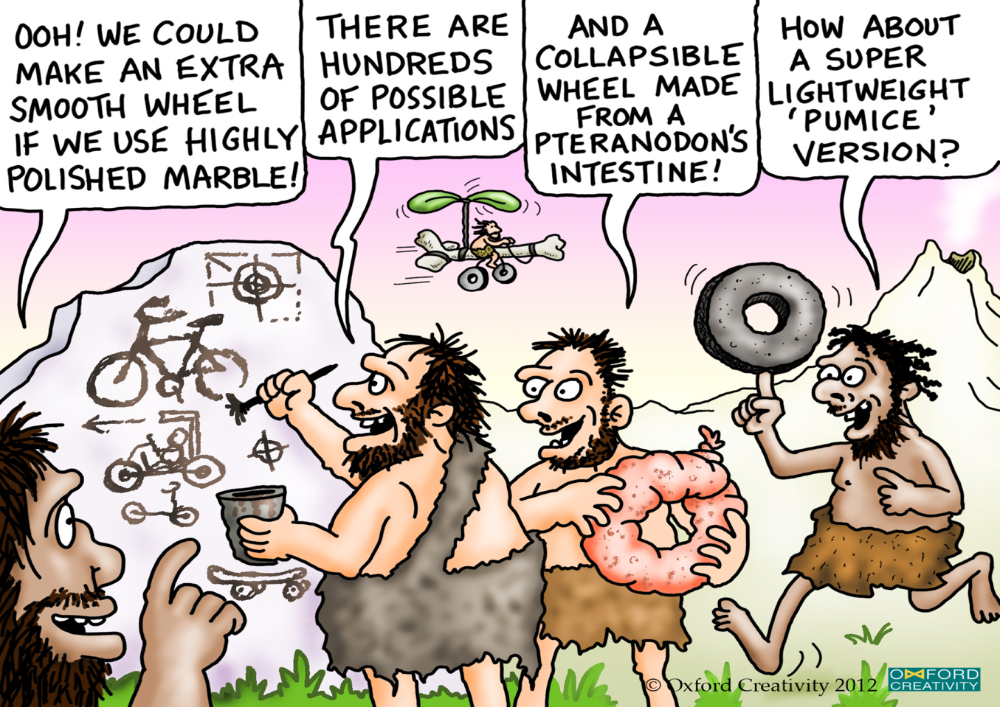 OOH! WE COULD
MAKE AN EXTRA
SMOOTH WHEEL
IF WE USE HIGHLY
POLISHED MARBLE!
THERE ARE
HUNDREDS
OF POSSIBLE
APPLICATIONS
AND A
COLLAPSIBLE
WHEEL MADE
FROM A
PTERANODON'S
INTESTINE!
HOW ABOUT
A SUPER
LIGHTWEIGHT
'PUMICE'
VERSION?
© Oxford Creativity 2012
OXFORD
CREATIVITY